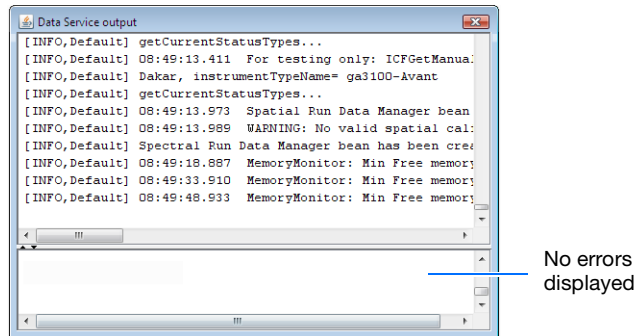 Data Service output
[INFO,Default] getCurrentStatusTypes...
[INFO,Default] 08:49:13.411 For testing only: ICFGetManual
[INFO,Default] Dakar, instrumentTypeName= ga3100-Avant
[INFO,Default] getCurrentStatusTypes...
[INFO,Default] 08:49:13.973 Spatial Run Data Manager bean
[INFO,Default] 08:49:13.989 WARNING: No valid spatial cal
[INFO,Default] Spectral Run Data Manager bean has been crea
[INFO,Default] 08:49:18.887 MemoryMonitor: Min Free memory
[INFO,Default] 08:49:33.910 MemoryMonitor: Min Free memory
[INFO,Default] 08:49:48.933 MemoryMonitor: Min Free memory
No errors
displayed